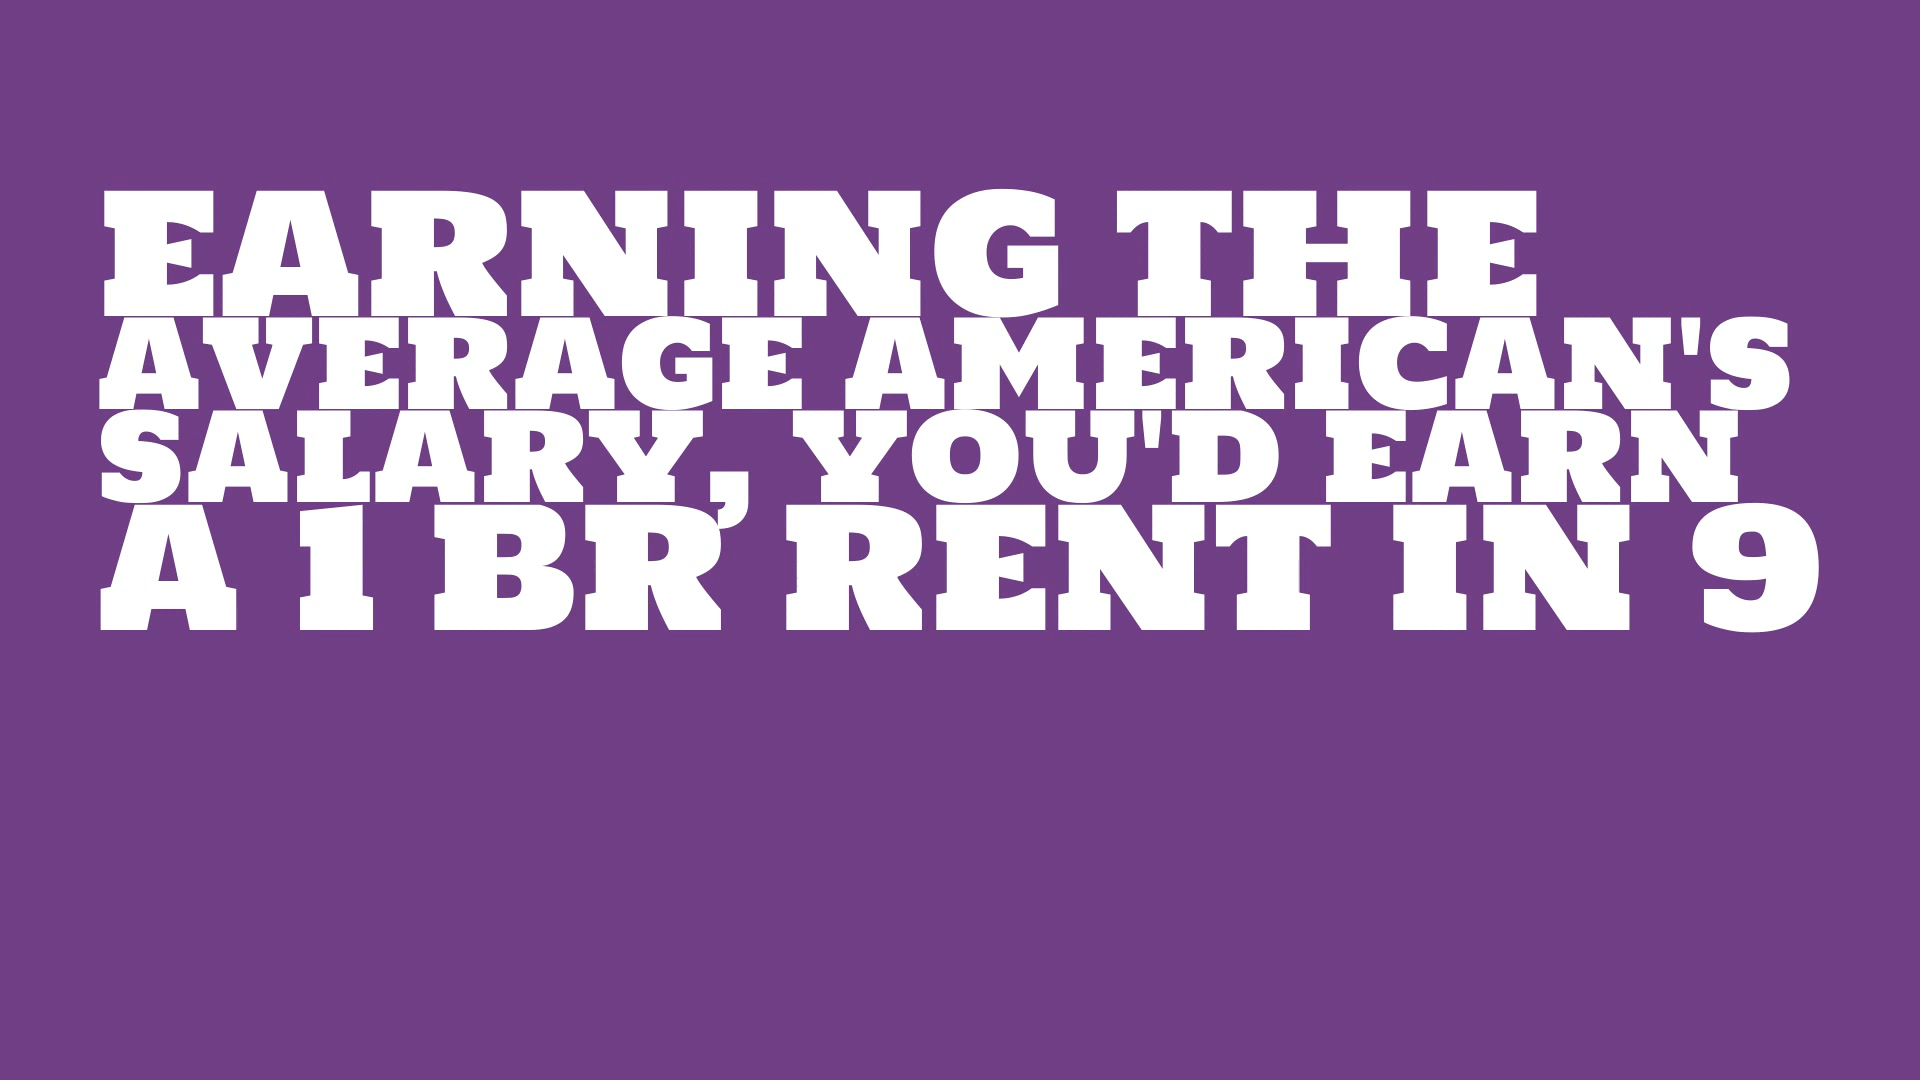 EARNING THE
AVERAGE AMERICAN'S
SALARY, YOU'D EARN
A 1 BR RENT IN 9